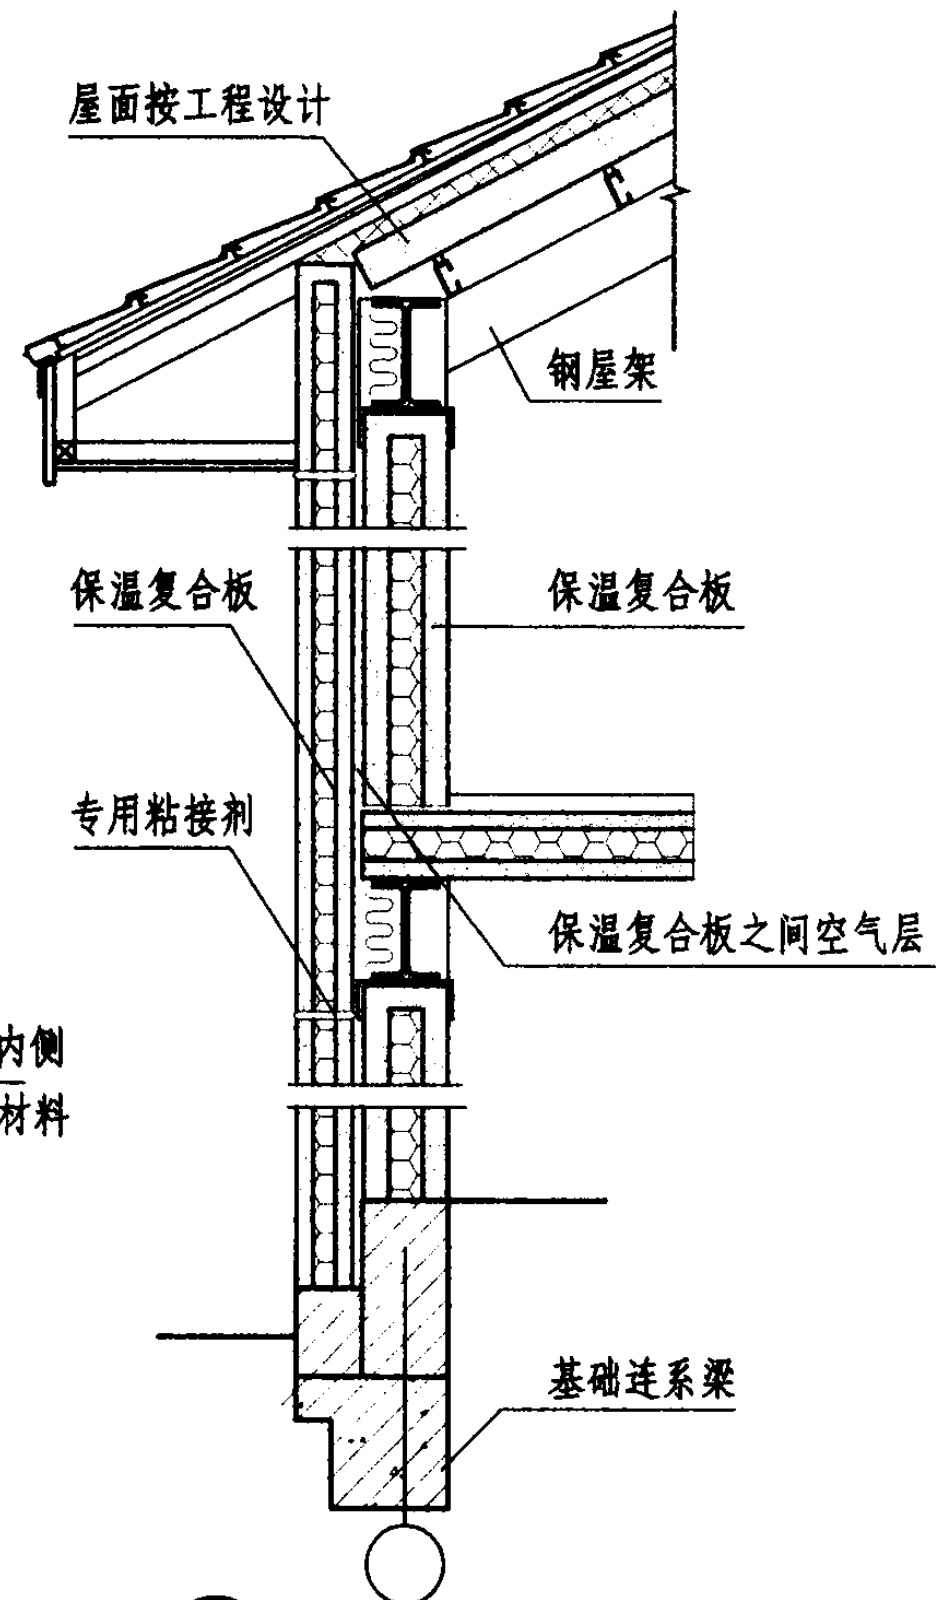 屋面按工程设计
钢屋架
保温复合板
保温复合板
专用粘接剂
保温复合板之间空气层
内侧
材料
基础连系梁